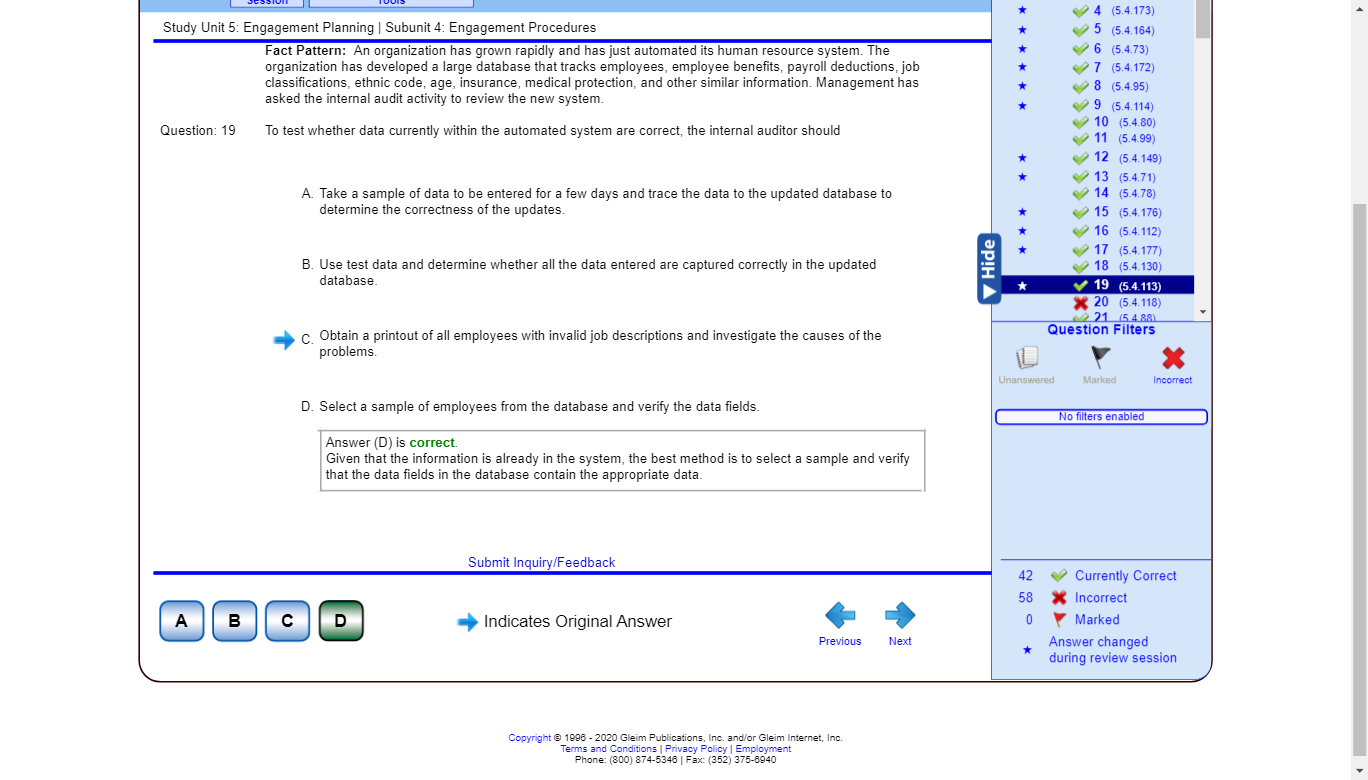 Session
Tools
Study Unit 5: Engagement Planning | Subunit 4: Engagement Procedures
Fact Pattern: An organization has grown rapidly and has just automated its human resource system. The
organization has developed a large database that tracks employees, employee benefits, payroll deductions, job
classifications, ethnic code, age, insurance, medical protection, and other similar information. Management has
asked the internal audit activity to review the new system.
Question: 19 To test whether data currently within the automated system are correct, the internal auditor should
A. Take a sample of data to be entered for a few days and trace the data to the updated database to
determine the correctness of the updates.
B. Use test data and determine whether all the data entered are captured correctly in the updated
database.
C. Obtain a printout of all employees with invalid job descriptions and investigate the causes of the
problems.
D. Select a sample of employees from the database and verify the data fields.
Answer (D) is correct.
Given that the information is already in the system, the best method is to select a sample and verify
that the data fields in the database contain the appropriate data.
Submit Inquiry/Feedback
A B C D
Indicates Original Answer
Previous
Next
Hide
4 (5.4.173)
5 (5.4.164)
6 (5.4.73)
7 (5.4.172)
8 (5.4.95)
9 (5.4.114)
10 (5.4.80)
11 (5.4.99)
12 (5.4.149)
13 (5.4.71)
14 (5.4.78)
15 (5.4.176)
16 (5.4.112)
17 (5.4.177)
18 (5.4.130)
19 (5.4.113)
20 (5.4.118)
21 (5.4.88)
Question Filters
Unanswered
Marked
Incorrect
No filters enabled
42 Currently Correct
58 Incorrect
0 Marked
Answer changed
during review session
Copyright © 1996 - 2020 Gleim Publications, Inc. and/or Gleim Internet, Inc.
Terms and Conditions | Privacy Policy | Employment
Phone: (800) 874-5346 | Fax: (352) 375-6940